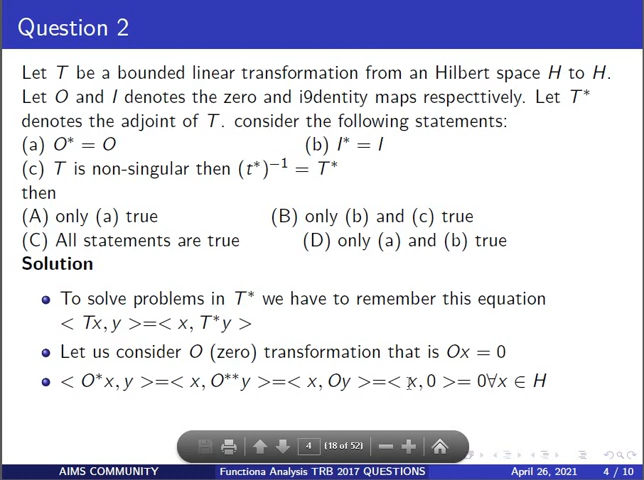 Question 2
Let T be a bounded linear transformation from an Hilbert space H to H.
Let O and I denotes the zero and i9dentity maps respecttively. Let T*
denotes the adjoint of T. consider the following statements:
(a) O* = O (b) I* = I
(c) T is non-singular then (t*)⁻¹ = T*
then
(A) only (a) true (B) only (b) and (c) true
(C) All statements are true (D) only (a) and (b) true
Solution
To solve problems in T* we have to remember this equation
< Tx, y >=< x, T*y >
Let us consider O (zero) transformation that is Ox = 0
< O*x, y >=< x, O**y >=< x, Oy >=< x, 0 >= 0∀x ∈ H
4 (18 of 52)
AIMS COMMUNITY Functiona Analysis TRB 2017 QUESTIONS April 26, 2021 4 / 10